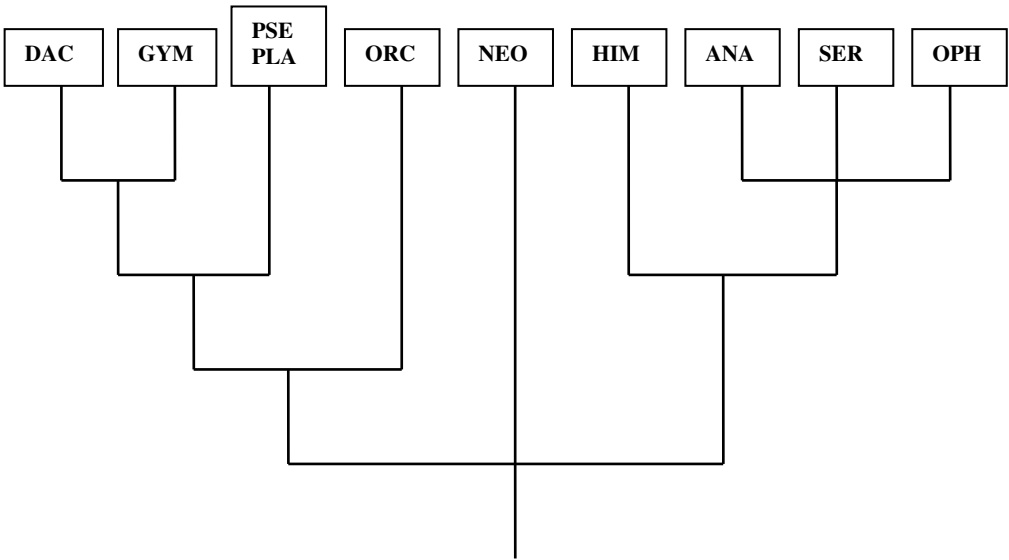 DAC
GYM
PSE
PLA
ORC
NEO
HIM
ANA
SER
OPH